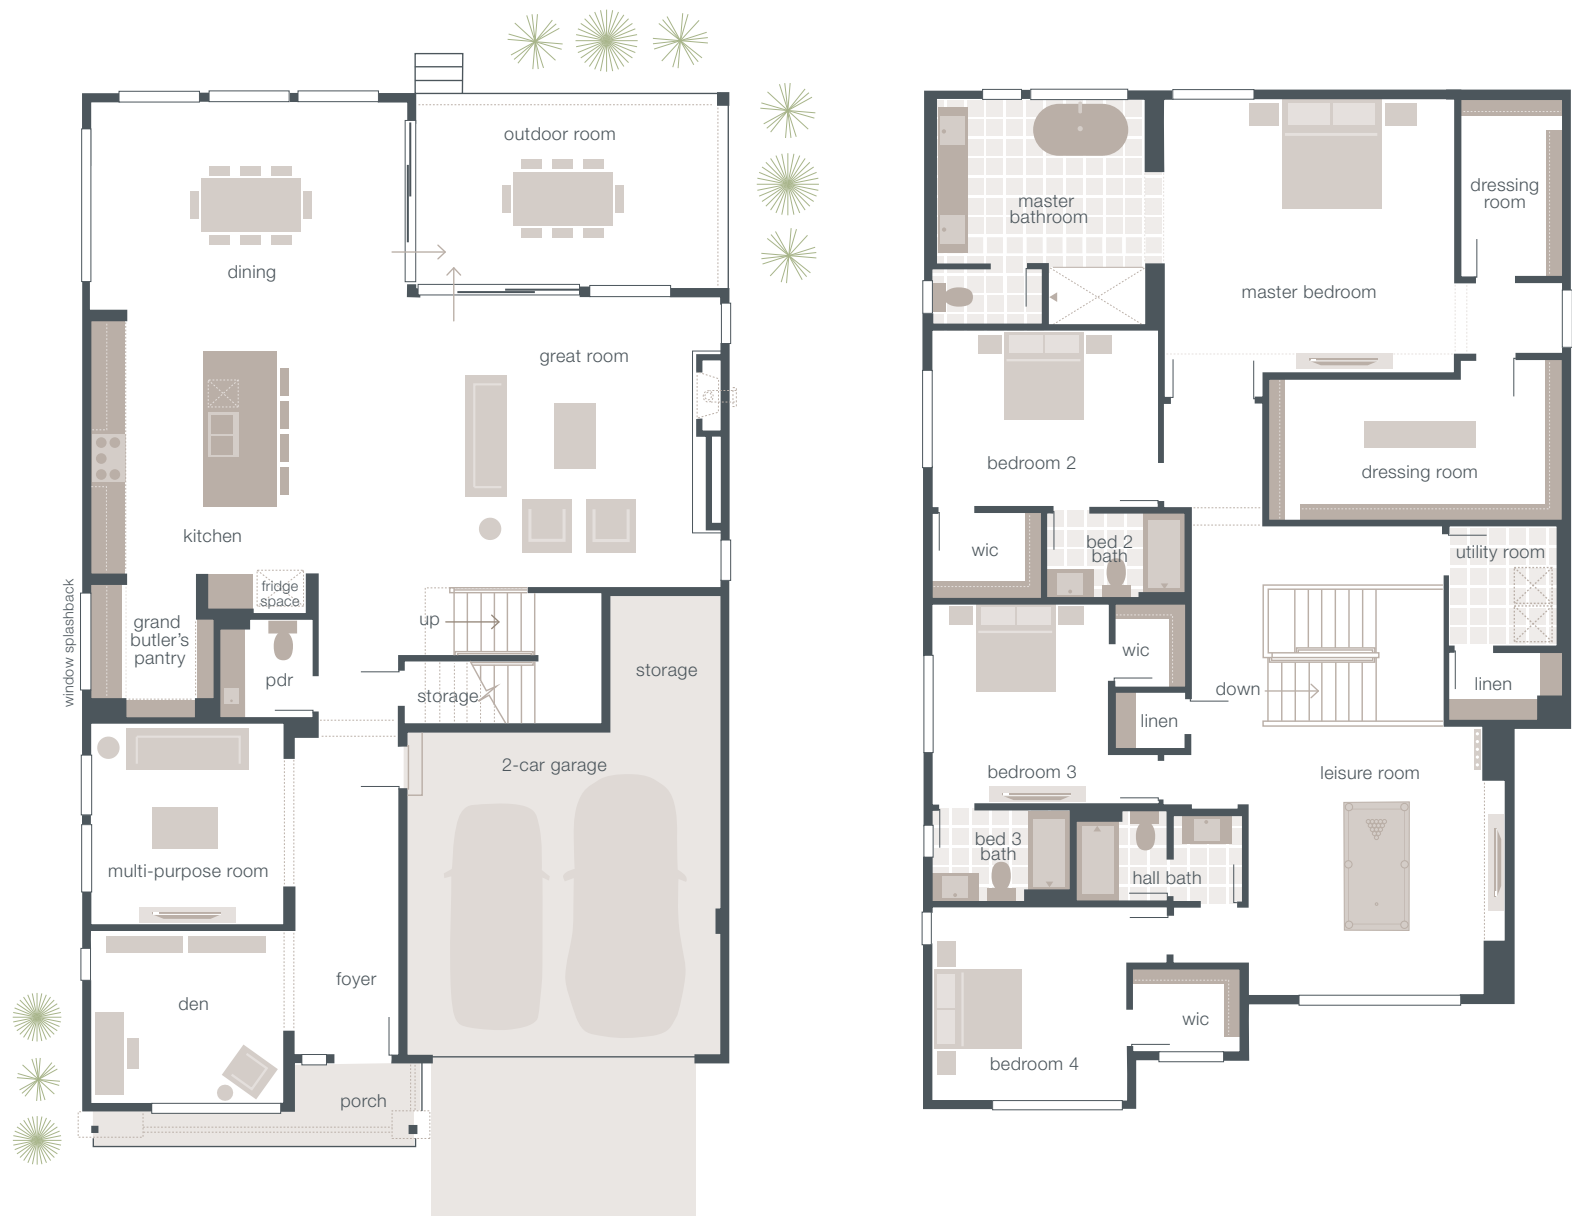 outdoor room
dining
great room
kitchen
fridge
space
window splashback
grand
butler's
pantry
up
pdr
storage
storage
2-car garage
multi-purpose room
foyer
den
porch
master
bathroom
dressing
room
master bedroom
bedroom 2
dressing room
wic
bed 2
bath
utility room
wic
linen
down
linen
bedroom 3
leisure room
bed 3
bath
hall bath
wic
bedroom 4